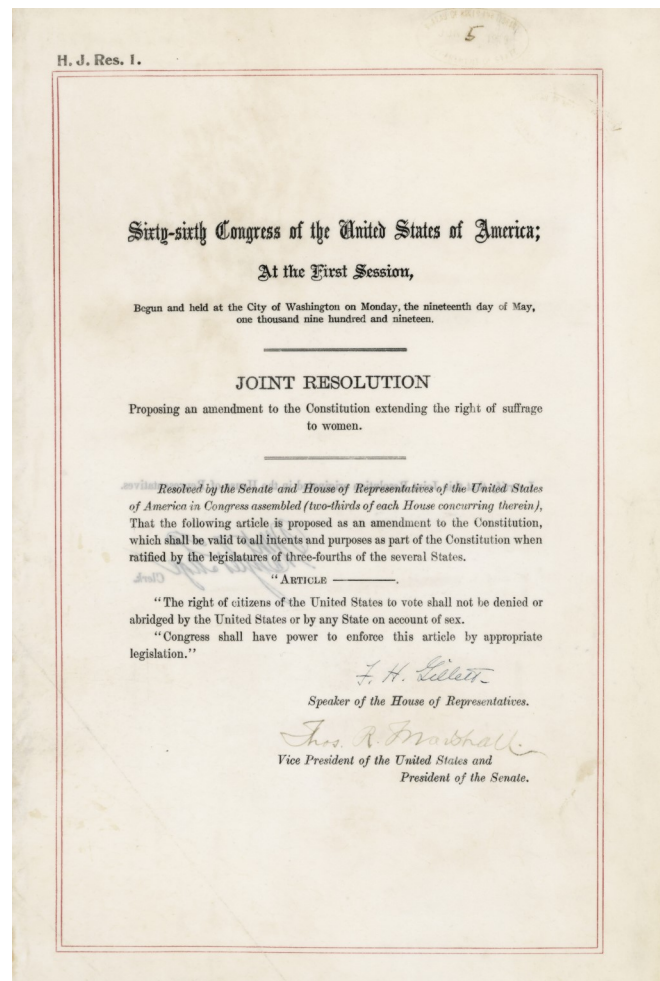 5
H. J. Res. 1.
Sixty-sixth Congress of the United States of America;
At the First Session,
Begun and held at the City of Washington on Monday, the nineteenth day of May,
one thousand nine hundred and nineteen.
JOINT RESOLUTION
Proposing an amendment to the Constitution extending the right of suffrage
to women.
Resolved by the Senate and House of Representatives of the United States
of America in Congress assembled (two-thirds of each House concurring therein),
That the following article is proposed as an amendment to the Constitution,
which shall be valid to all intents and purposes as part of the Constitution when
ratified by the legislatures of three-fourths of the several States.
"ARTICLE ————.
"The right of citizens of the United States to vote shall not be denied or
abridged by the United States or by any State on account of sex.
"Congress shall have power to enforce this article by appropriate
legislation."
F. H. Gillett
Speaker of the House of Representatives.
Thos. R. Marshall.
Vice President of the United States and
President of the Senate.
Clerk.